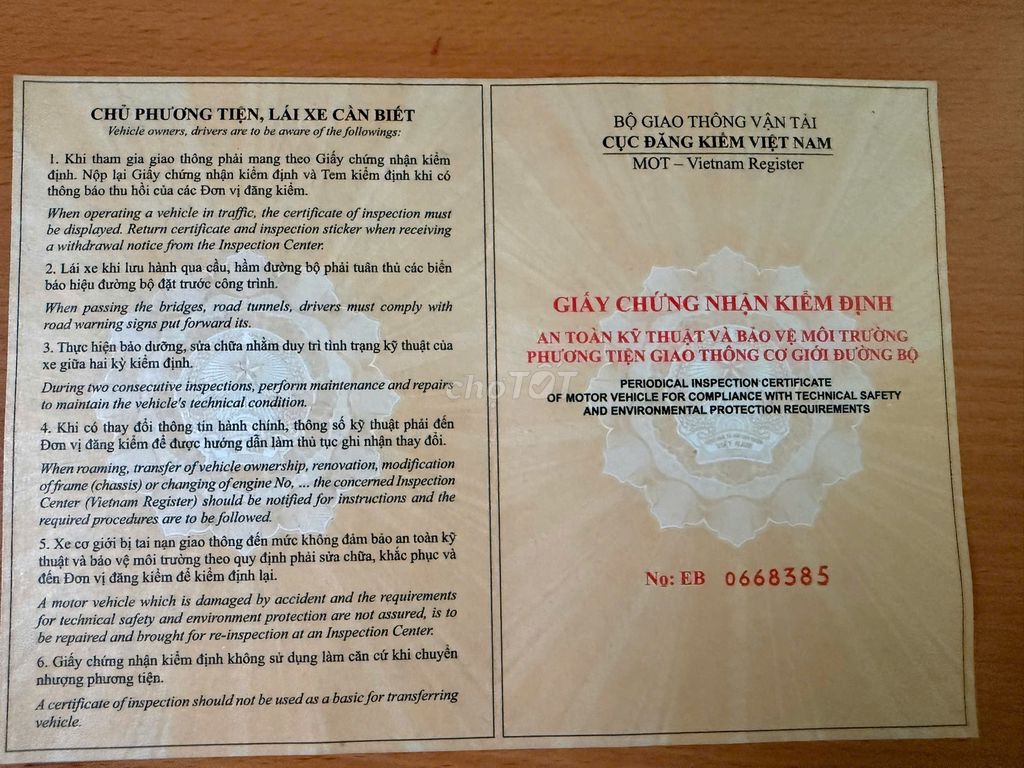 CHỦ PHƯƠNG TIỆN, LÁI XE CẦN BIẾT
Vehicle owners, drivers are to be aware of the followings:
1. Khi tham gia giao thông phải mang theo Giấy chứng nhận kiểm
định. Nộp lại Giấy chứng nhận kiểm định và Tem kiểm định khi có
thông báo thu hồi của các Đơn vị đăng kiểm.
When operating a vehicle in traffic, the certificate of inspection must
be displayed. Return certificate and inspection sticker when receiving
a withdrawal notice from the Inspection Center.
2. Lái xe khi lưu hành qua cầu, hầm đường bộ phải tuân thủ các biển
báo hiệu đường bộ đặt trước công trình.
When passing the bridges, road tunnels, drivers must comply with
road warning signs put forward its.
3. Thực hiện bảo dưỡng, sửa chữa nhằm duy trì tình trạng kỹ thuật của
xe giữa hai kỳ kiểm định.
During two consecutive inspections, perform maintenance and repairs
to maintain the vehicle's technical condition.
4. Khi có thay đổi thông tin hành chính, thông số kỹ thuật phải đến
Đơn vị đăng kiểm để được hướng dẫn làm thủ tục ghi nhận thay đổi.
When roaming, transfer of vehicle ownership, renovation, modification
of frame (chassis) or changing of engine No, ... the concerned Inspection
Center (Vietnam Register) should be notified for instructions and the
required procedures are to be followed.
5. Xe cơ giới bị tai nạn giao thông đến mức không đảm bảo an toàn kỹ
thuật và bảo vệ môi trường theo quy định phải sửa chữa, khắc phục và
đến Đơn vị đăng kiểm để kiểm định lại.
A motor vehicle which is damaged by accident and the requirements
for technical safety and environment protection are not assured, is to
be repaired and brought for re-inspection at an Inspection Center.
6. Giấy chứng nhận kiểm định không sử dụng làm căn cứ khi chuyển
nhượng phương tiện.
A certificate of inspection should not be used as a basic for transferring
vehicle.
BỘ GIAO THÔNG VẬN TẢI
CỤC ĐĂNG KIỂM VIỆT NAM
MOT – Vietnam Register
GIẤY CHỨNG NHẬN KIỂM ĐỊNH
AN TOÀN KỸ THUẬT VÀ BẢO VỆ MÔI TRƯỜNG
PHƯƠNG TIỆN GIAO THÔNG CƠ GIỚI ĐƯỜNG BỘ
PERIODICAL INSPECTION CERTIFICATE
OF MOTOR VEHICLE FOR COMPLIANCE WITH TECHNICAL SAFETY
AND ENVIRONMENTAL PROTECTION REQUIREMENTS
Nọ: EB 0668385
choTỐT